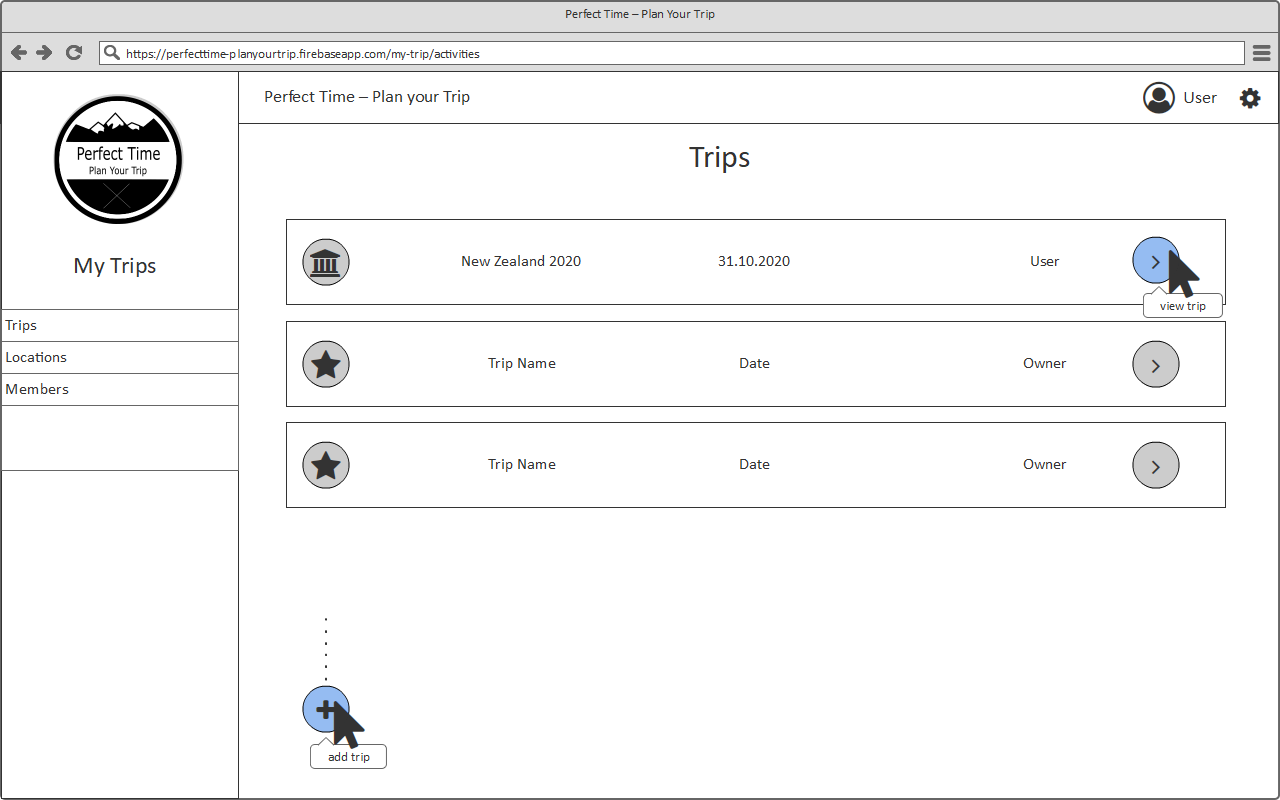 Perfect Time – Plan Your Trip
https://perfecttime-planyourtrip.firebaseapp.com/my-trip/activities
Perfect Time
Plan Your Trip
My Trips
Trips
Locations
Members
Perfect Time – Plan your Trip
User
Trips
New Zealand 2020 31.10.2020 User
view trip
Trip Name Date Owner
Trip Name Date Owner
add trip